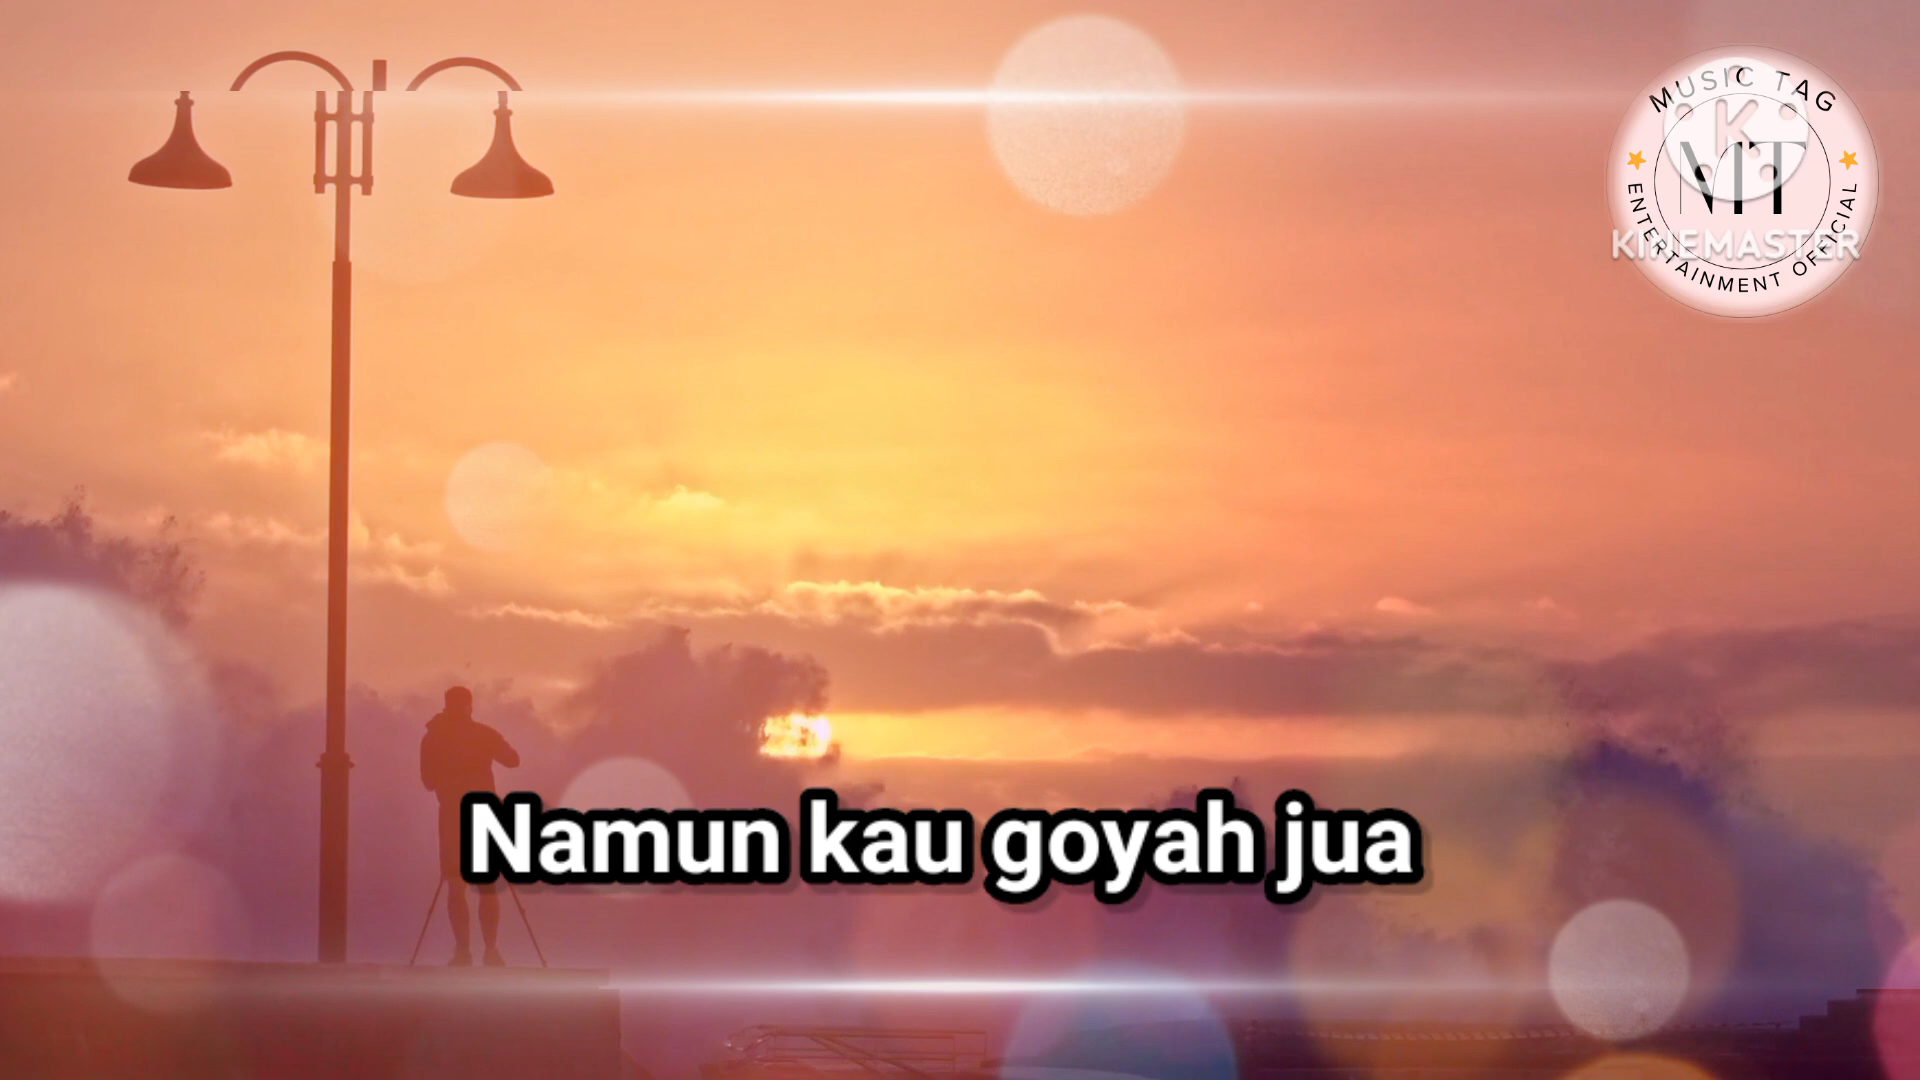 MUSIC TAG
K
MT
KINEMASTER
ENTERTAINMENT OFFICIAL
Namun kau goyah jua